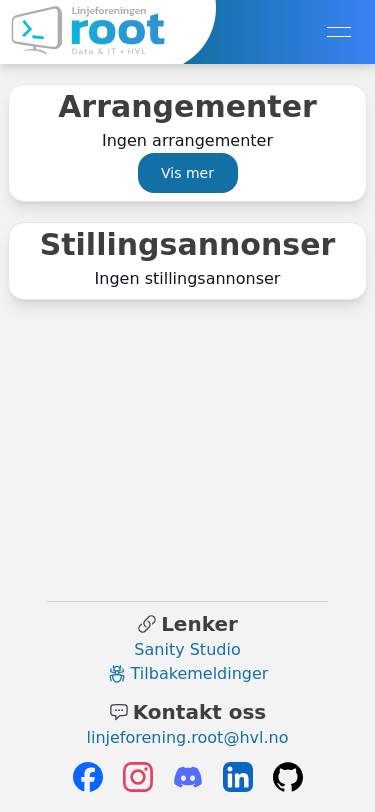 Linjeforeningen
root
Data & IT • HVL
Arrangementer
Ingen arrangementer
Vis mer
Stillingsannonser
Ingen stillingsannonser
Lenker
Sanity Studio
Tilbakemeldinger
Kontakt oss
linjeforening.root@hvl.no